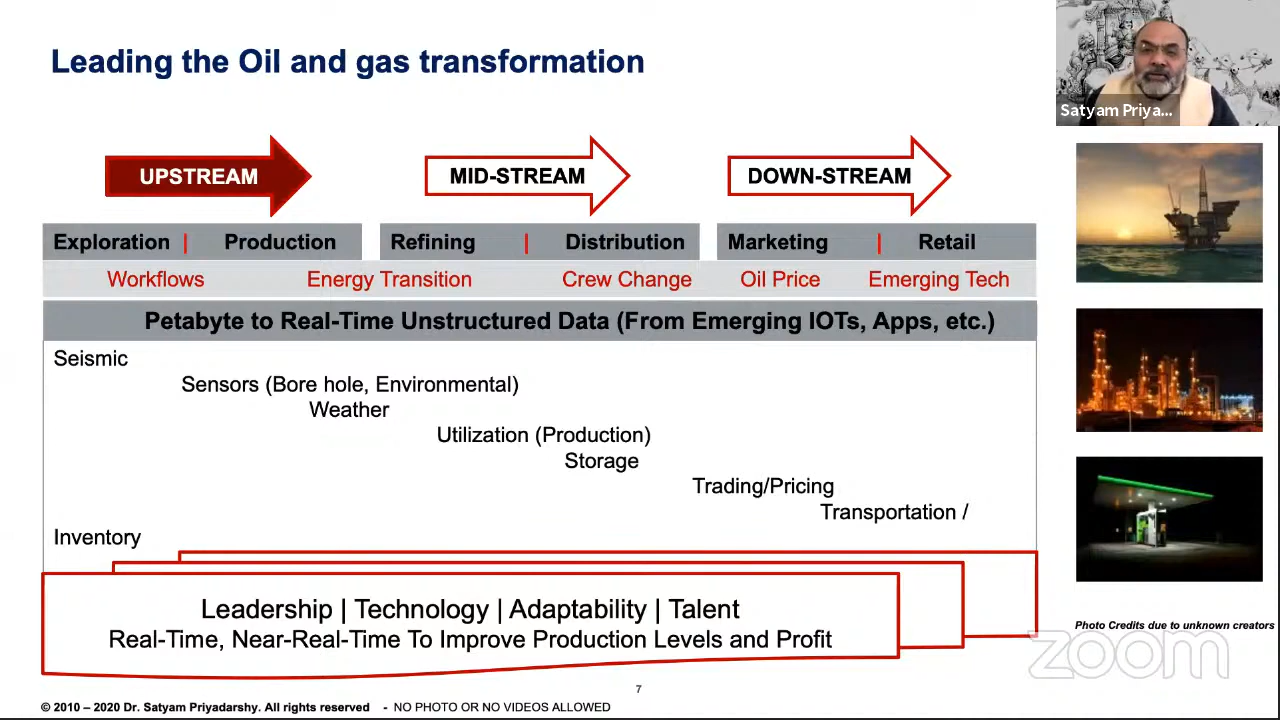 Leading the Oil and gas transformation
Satyam Priya...
UPSTREAM
MID-STREAM
DOWN-STREAM
Exploration | Production
Refining | Distribution
Marketing | Retail
Workflows Energy Transition Crew Change Oil Price Emerging Tech
Petabyte to Real-Time Unstructured Data (From Emerging IOTs, Apps, etc.)
Seismic
Sensors (Bore hole, Environmental)
Weather
Utilization (Production)
Storage
Trading/Pricing
Transportation /
Inventory
Leadership | Technology | Adaptability | Talent
Real-Time, Near-Real-Time To Improve Production Levels and Profit
Photo Credits due to unknown creators
zoom
7
© 2010 – 2020 Dr. Satyam Priyadarshy. All rights reserved - NO PHOTO OR NO VIDEOS ALLOWED